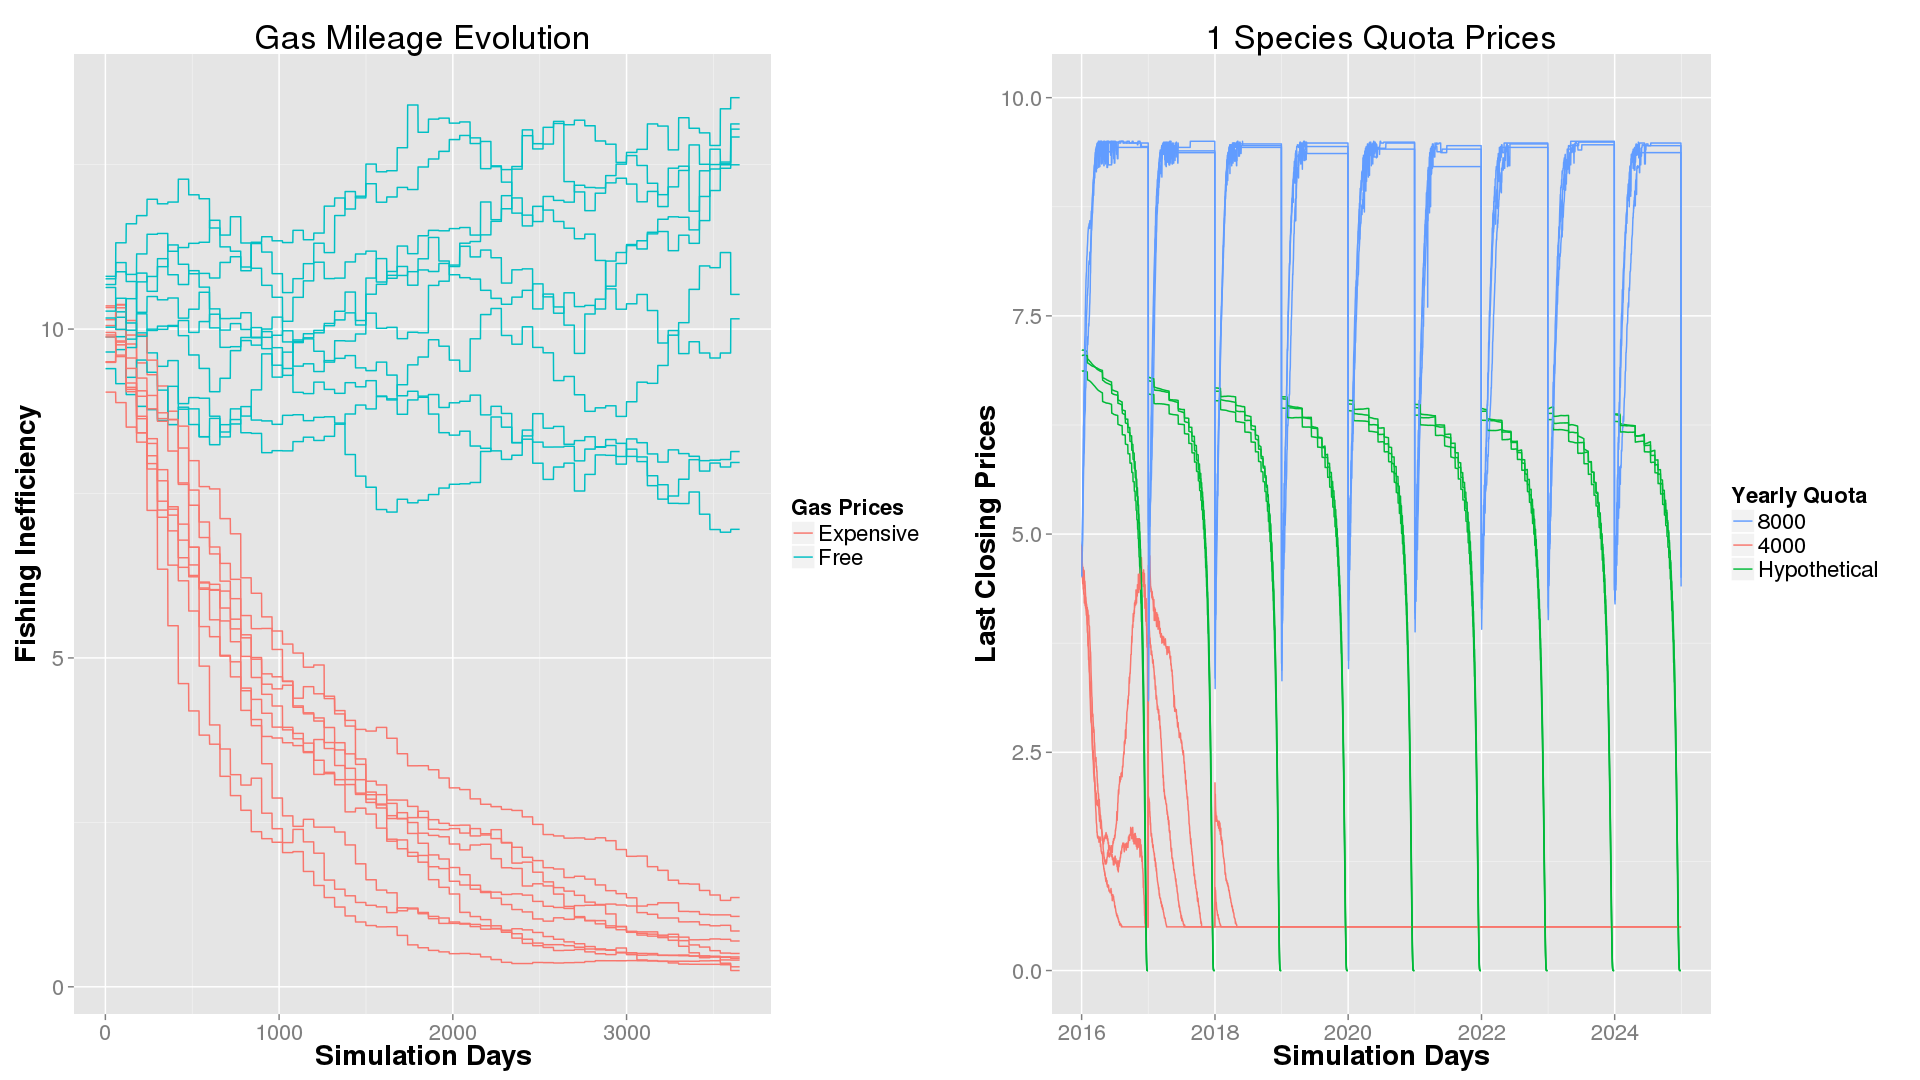 Gas Mileage Evolution
Fishing Inefficiency
10
5
0
0 1000 2000 3000
Simulation Days
Gas Prices
Expensive
Free
1 Species Quota Prices
Last Closing Prices
10.0
7.5
5.0
2.5
0.0
2016 2018 2020 2022 2024
Simulation Days
Yearly Quota
8000
4000
Hypothetical